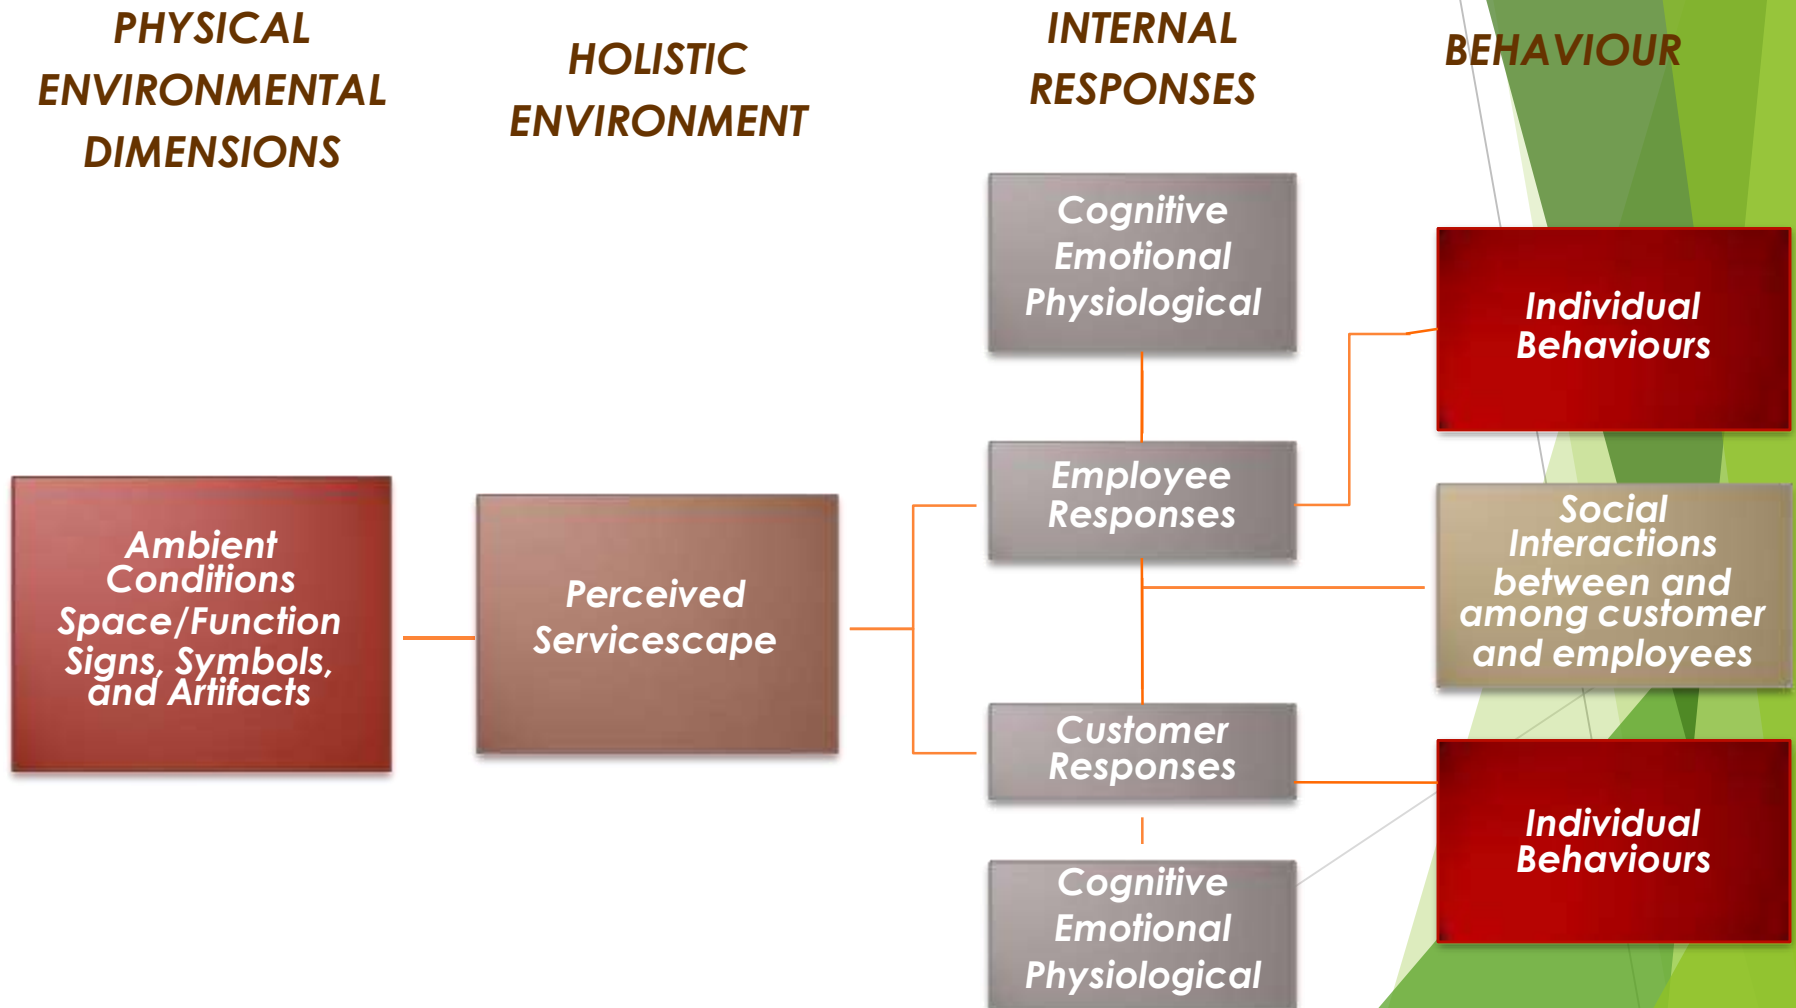 PHYSICAL
ENVIRONMENTAL
DIMENSIONS
HOLISTIC
ENVIRONMENT
INTERNAL
RESPONSES
BEHAVIOUR
Ambient
Conditions
Space/Function
Signs, Symbols,
and Artifacts
Perceived
Servicescape
Cognitive
Emotional
Physiological
Employee
Responses
Customer
Responses
Cognitive
Emotional
Physiological
Individual
Behaviours
Social
Interactions
between and
among customer
and employees
Individual
Behaviours